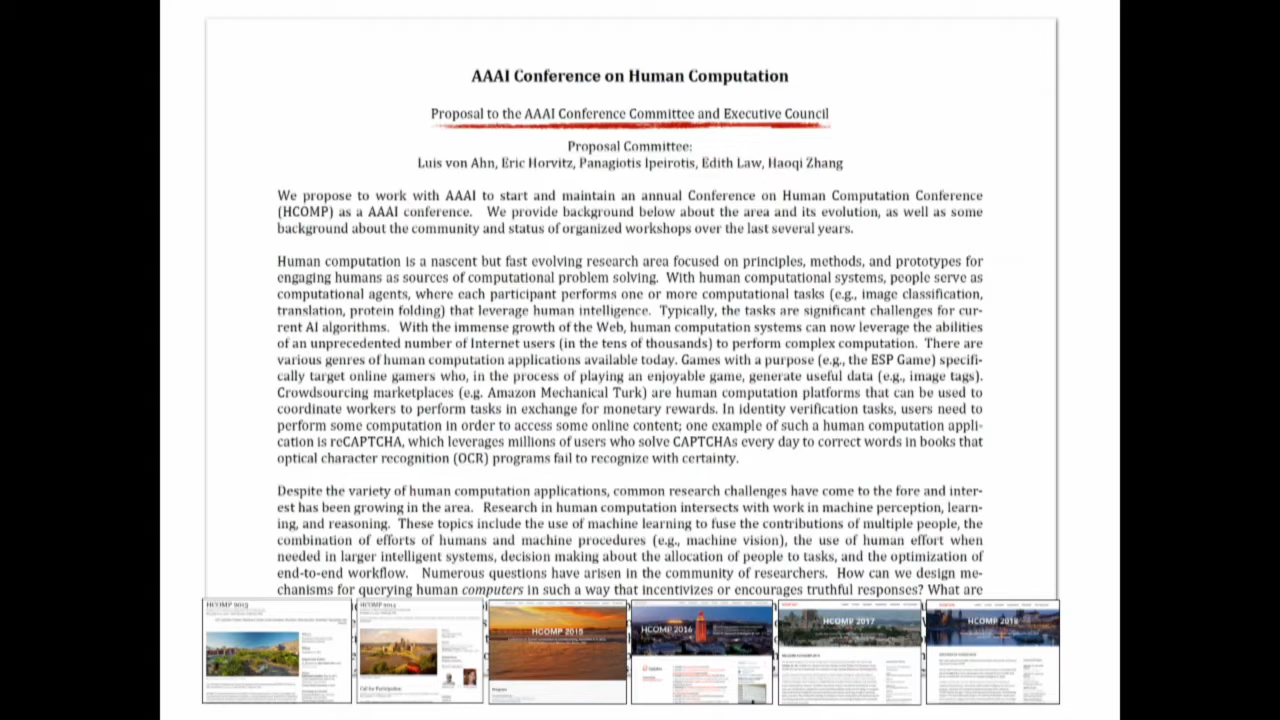 AAAI Conference on Human Computation
Proposal to the AAAI Conference Committee and Executive Council
Proposal Committee:
Luis von Ahn, Eric Horvitz, Panagiotis Ipeirotis, Edith Law, Haoqi Zhang
We propose to work with AAAI to start and maintain an annual Conference on Human Computation Conference
(HCOMP) as a AAAI conference. We provide background below about the area and its evolution, as well as some
background about the community and status of organized workshops over the last several years.
Human computation is a nascent but fast evolving research area focused on principles, methods, and prototypes for
engaging humans as sources of computational problem solving. With human computational systems, people serve as
computational agents, where each participant performs one or more computational tasks (e.g., image classification,
translation, protein folding) that leverage human intelligence. Typically, the tasks are significant challenges for cur-
rent AI algorithms. With the immense growth of the Web, human computation systems can now leverage the abilities
of an unprecedented number of Internet users (in the tens of thousands) to perform complex computation. There are
various genres of human computation applications available today. Games with a purpose (e.g., the ESP Game) specifi-
cally target online gamers who, in the process of playing an enjoyable game, generate useful data (e.g., image tags).
Crowdsourcing marketplaces (e.g. Amazon Mechanical Turk) are human computation platforms that can be used to
coordinate workers to perform tasks in exchange for monetary rewards. In identity verification tasks, users need to
perform some computation in order to access some online content; one example of such a human computation appli-
cation is reCAPTCHA, which leverages millions of users who solve CAPTCHAs every day to correct words in books that
optical character recognition (OCR) programs fail to recognize with certainty.
Despite the variety of human computation applications, common research challenges have come to the fore and inter-
est has been growing in the area. Research in human computation intersects with work in machine perception, learn-
ing, and reasoning. These topics include the use of machine learning to fuse the contributions of multiple people, the
combination of efforts of humans and machine procedures (e.g., machine vision), the use of human effort when
needed in larger intelligent systems, decision making about the allocation of people to tasks, and the optimization of
end-to-end workflow. Numerous questions have arisen in the community of researchers. How can we design me-
chanisms for querying human computers in such a way that incentivizes or encourages truthful responses? What are
HCOMP 2013
HCOMP 2014
HCOMP 2015
HCOMP 2016
HCOMP 2017
HCOMP 2018
Call for Participation